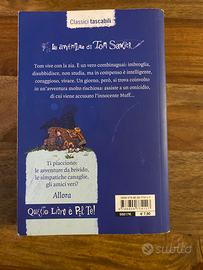 Classici tascabili
Le avventure di Tom Sawyer
Tom vive con la zia. È un vero combinaguai: imbroglia,
disubbidisce, non studia, ma in compenso è intelligente,
coraggioso, virare. Un giorno, però, si trova coinvolto
in un'avventura molto rischiosa: assiste a un omicidio,
di cui viene accusato l'innocente Muff...
Ti piacciono:
le avventure da brivido,
le simpatiche canaglie,
gli amici veri?
Allora
Questo Libro è Per Te!
€ 7,90
Subito